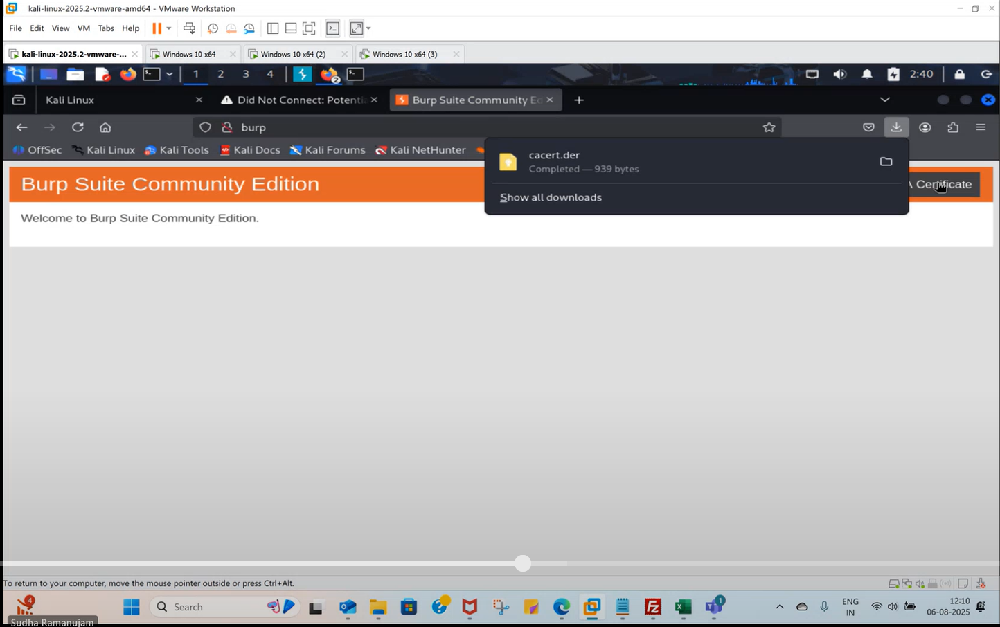 kali-linux-2025.2-vmware-amd64 - VMware Workstation
File Edit View VM Tabs Help
kali-linux-2025.2-vmware-... Windows 10 x64 Windows 10 x64 (2) Windows 10 x64 (3)
1 2 3 4 2 2:40
Kali Linux Did Not Connect: Potenti Burp Suite Community Ed
burp
OffSec Kali Linux Kali Tools Kali Docs Kali Forums Kali NetHunter
cacert.der
Completed — 939 bytes
Show all downloads
Burp Suite Community Edition
A Certificate
Welcome to Burp Suite Community Edition.
To return to your computer, move the mouse pointer outside or press Ctrl+Alt.
4 Search 1 ENG 12:10
IN 06-08-2025
Sudha Ramanujam